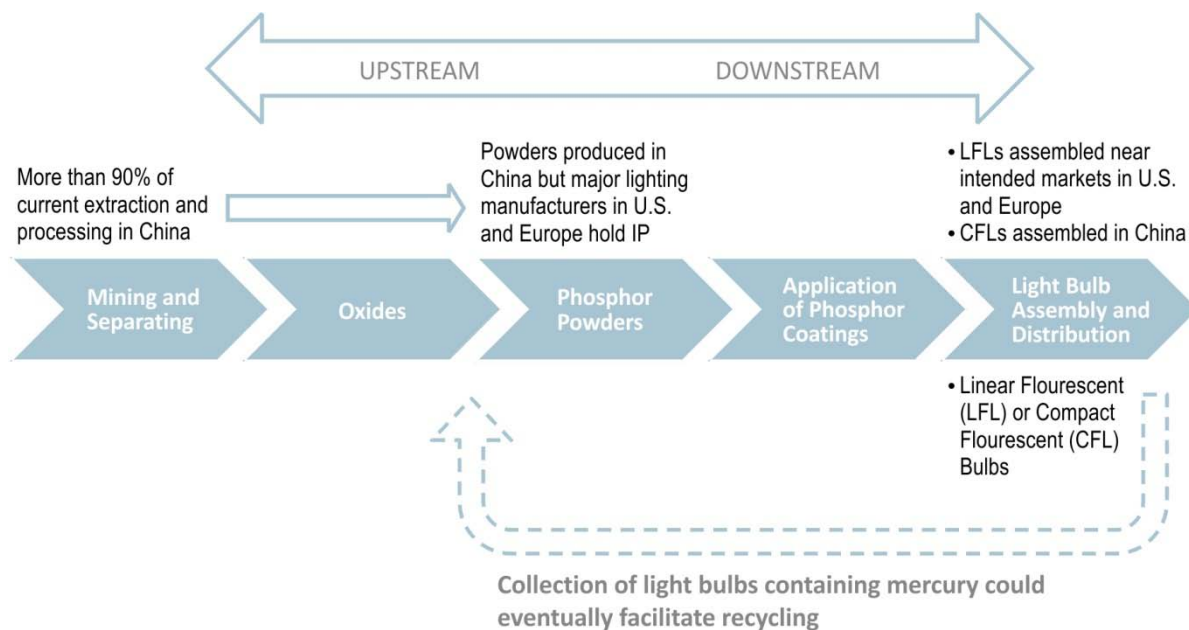 UPSTREAM
DOWNSTREAM
More than 90% of
current extraction and
processing in China
Powders produced in
China but major lighting
manufacturers in U.S.
and Europe hold IP
• LFLs assembled near
intended markets in U.S.
and Europe
• CFLs assembled in China
Mining and
Separating
Oxides
Phosphor
Powders
Application
of Phosphor
Coatings
Light Bulb
Assembly and
Distribution
• Linear Flourescent
(LFL) or Compact
Flourescent (CFL)
Bulbs
Collection of light bulbs containing mercury could
eventually facilitate recycling